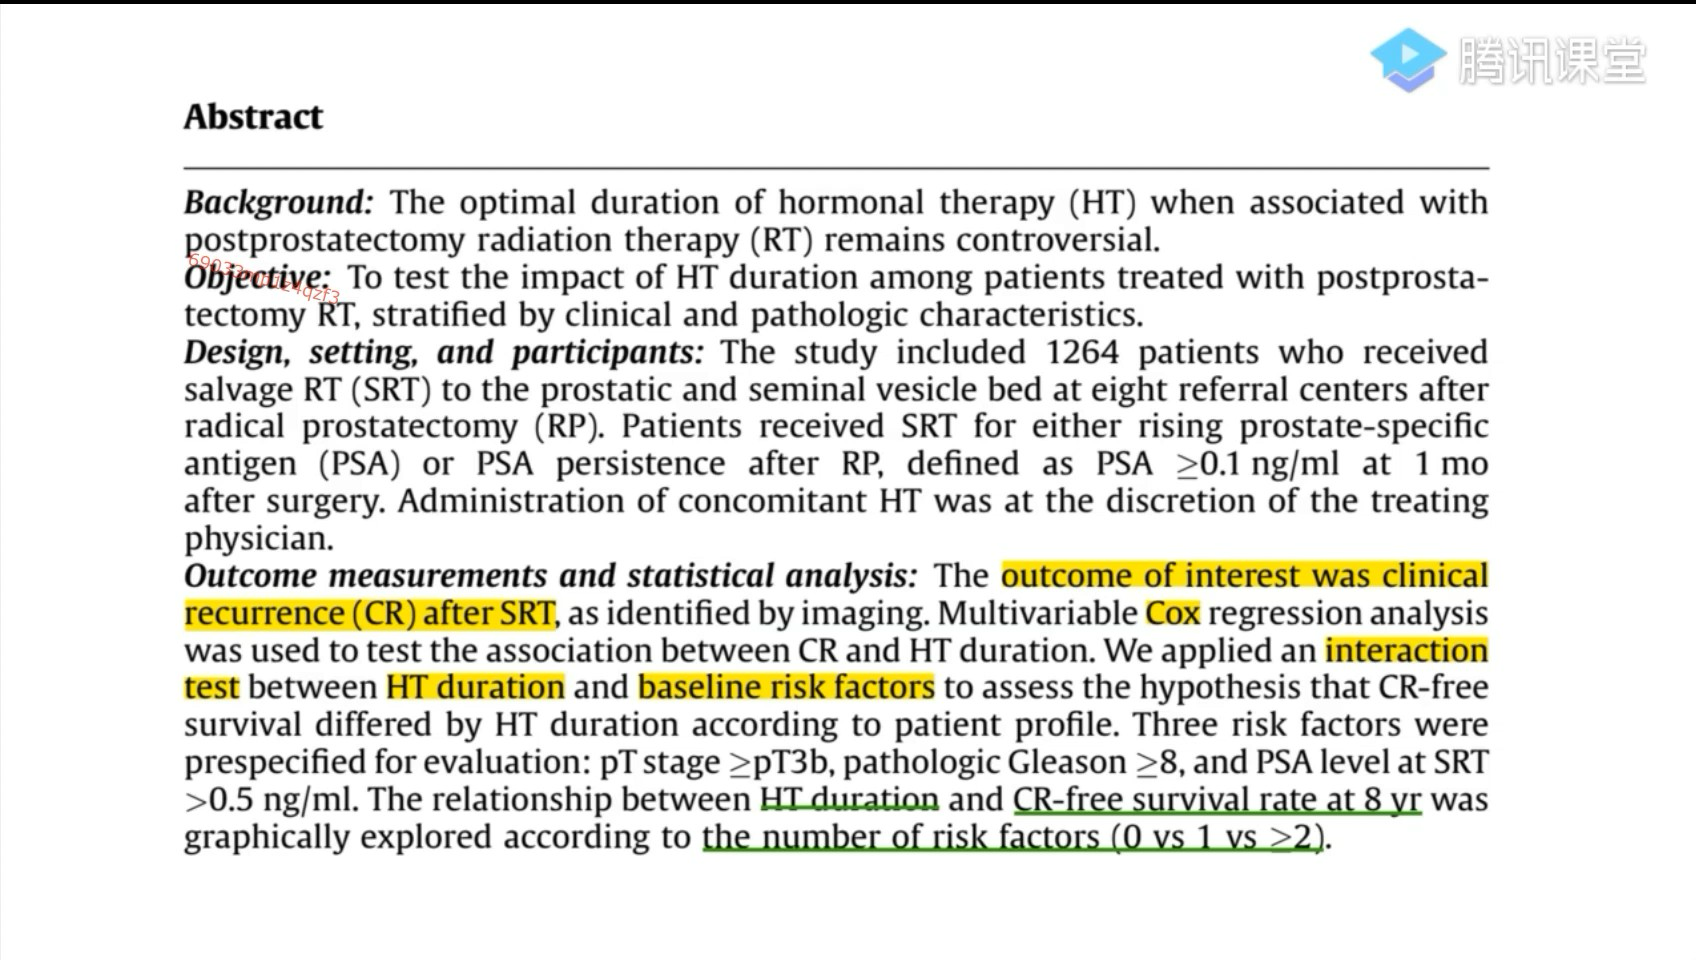 腾讯课堂
Abstract
Background: The optimal duration of hormonal therapy (HT) when associated with
postprostatectomy radiation therapy (RT) remains controversial.
Objective: To test the impact of HT duration among patients treated with postprosta-
tectomy RT, stratified by clinical and pathologic characteristics.
Design, setting, and participants: The study included 1264 patients who received
salvage RT (SRT) to the prostatic and seminal vesicle bed at eight referral centers after
radical prostatectomy (RP). Patients received SRT for either rising prostate-specific
antigen (PSA) or PSA persistence after RP, defined as PSA ≥0.1 ng/ml at 1 mo
after surgery. Administration of concomitant HT was at the discretion of the treating
physician.
Outcome measurements and statistical analysis: The outcome of interest was clinical
recurrence (CR) after SRT, as identified by imaging. Multivariable Cox regression analysis
was used to test the association between CR and HT duration. We applied an interaction
test between HT duration and baseline risk factors to assess the hypothesis that CR-free
survival differed by HT duration according to patient profile. Three risk factors were
prespecified for evaluation: pT stage ≥pT3b, pathologic Gleason ≥8, and PSA level at SRT
>0.5 ng/ml. The relationship between HT duration and CR-free survival rate at 8 yr was
graphically explored according to the number of risk factors (0 vs 1 vs ≥2).